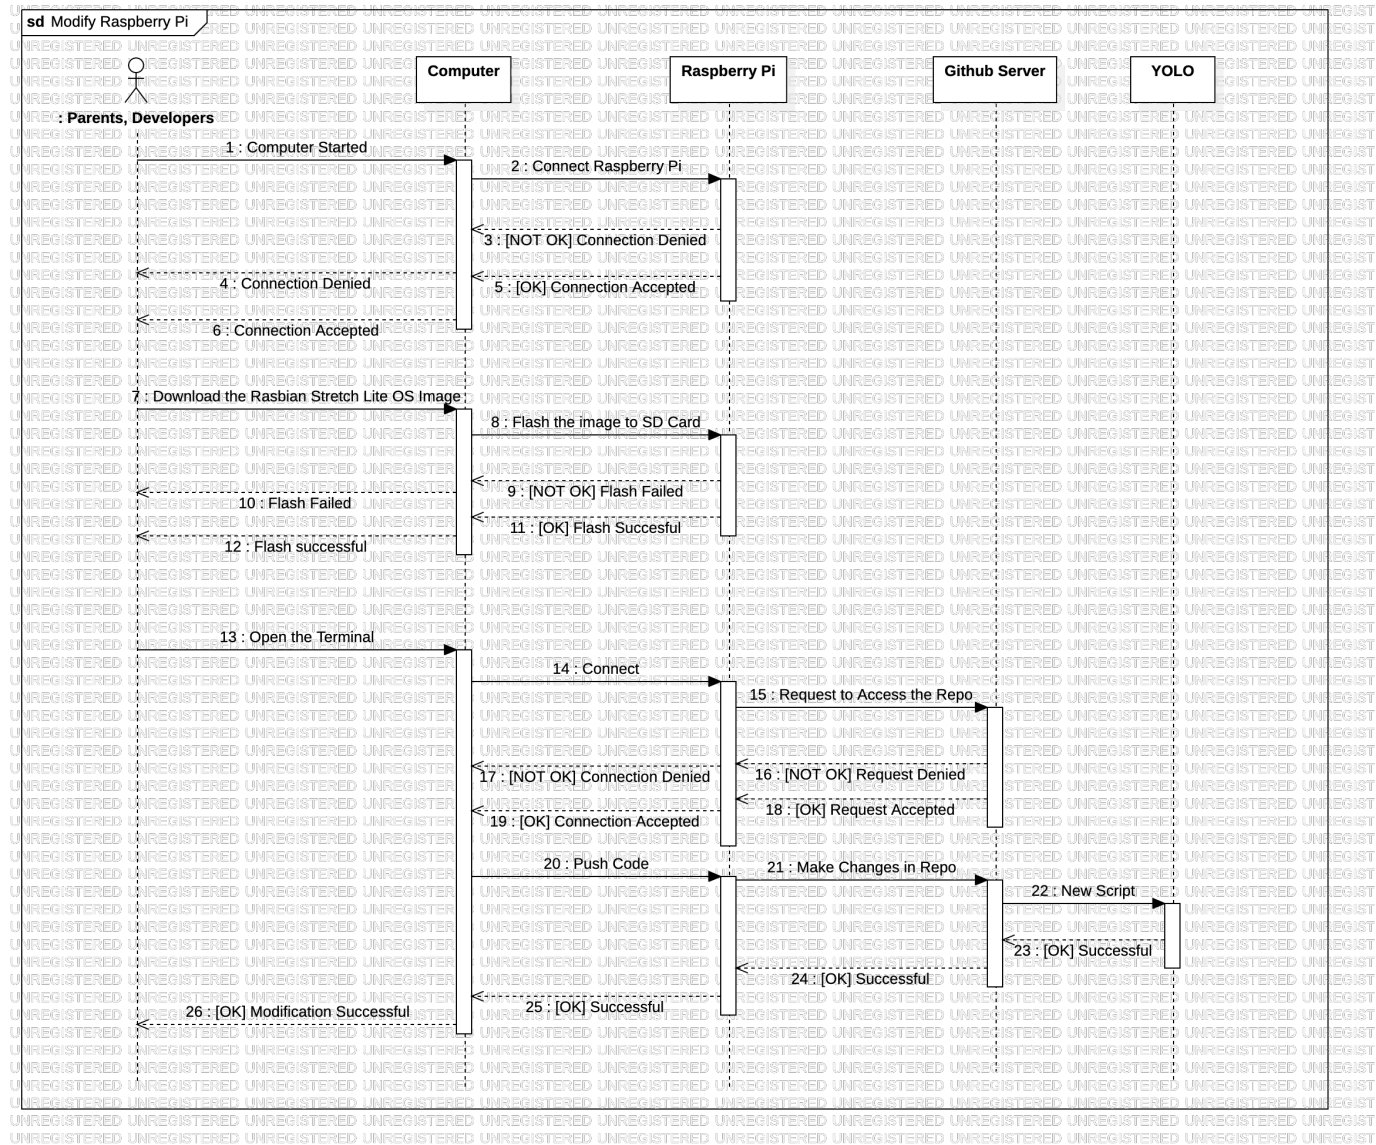 sd Modify Raspberry Pi
Computer
Raspberry Pi
Github Server
YOLO
: Parents, Developers
1 : Computer Started
2 : Connect Raspberry Pi
3 : [NOT OK] Connection Denied
4 : Connection Denied
5 : [OK] Connection Accepted
6 : Connection Accepted
7 : Download the Rasbian Stretch Lite OS Image
8 : Flash the image to SD Card
9 : [NOT OK] Flash Failed
10 : Flash Failed
11 : [OK] Flash Succesful
12 : Flash successful
13 : Open the Terminal
14 : Connect
15 : Request to Access the Repo
16 : [NOT OK] Request Denied
17 : [NOT OK] Connection Denied
18 : [OK] Request Accepted
19 : [OK] Connection Accepted
20 : Push Code
21 : Make Changes in Repo
22 : New Script
23 : [OK] Successful
24 : [OK] Successful
25 : [OK] Successful
26 : [OK] Modification Successful
UNREGISTERED